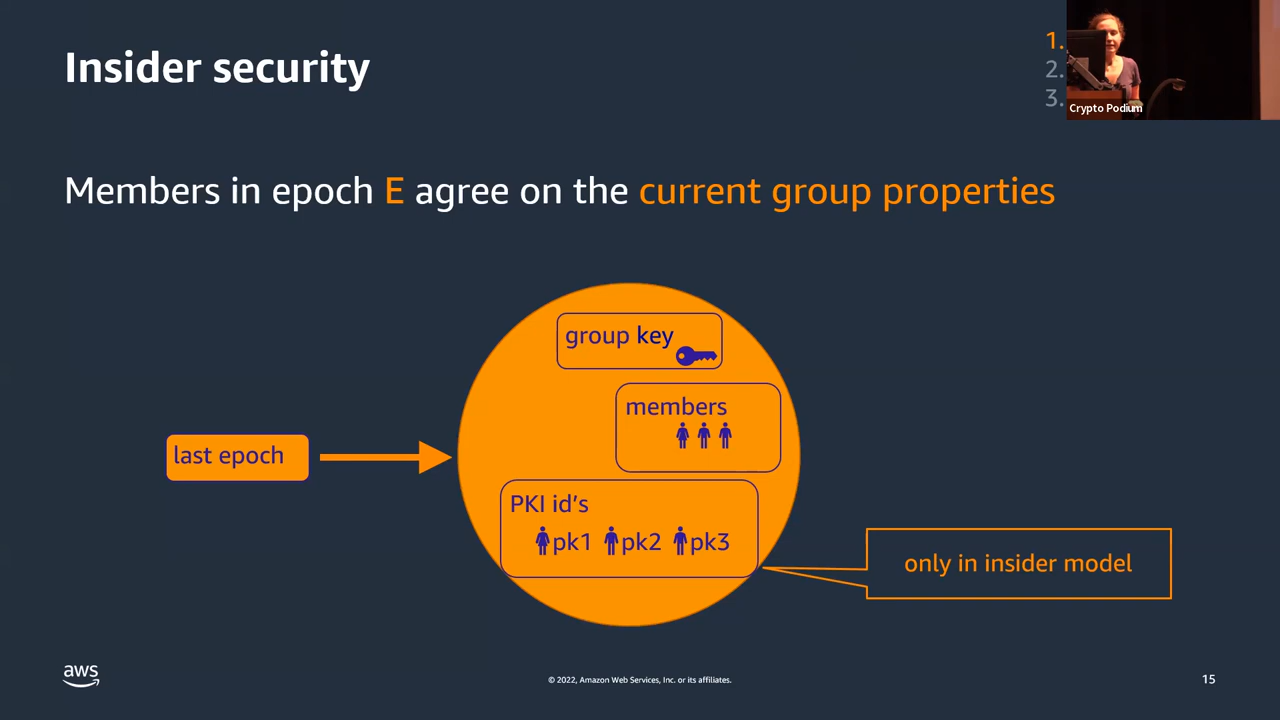 Insider security
1.
2.
3.
Crypto Podium
Members in epoch E agree on the current group properties
group key
members
last epoch
PKI id's
pk1 pk2 pk3
only in insider model
aws
© 2022, Amazon Web Services, Inc. or its affiliates.
15